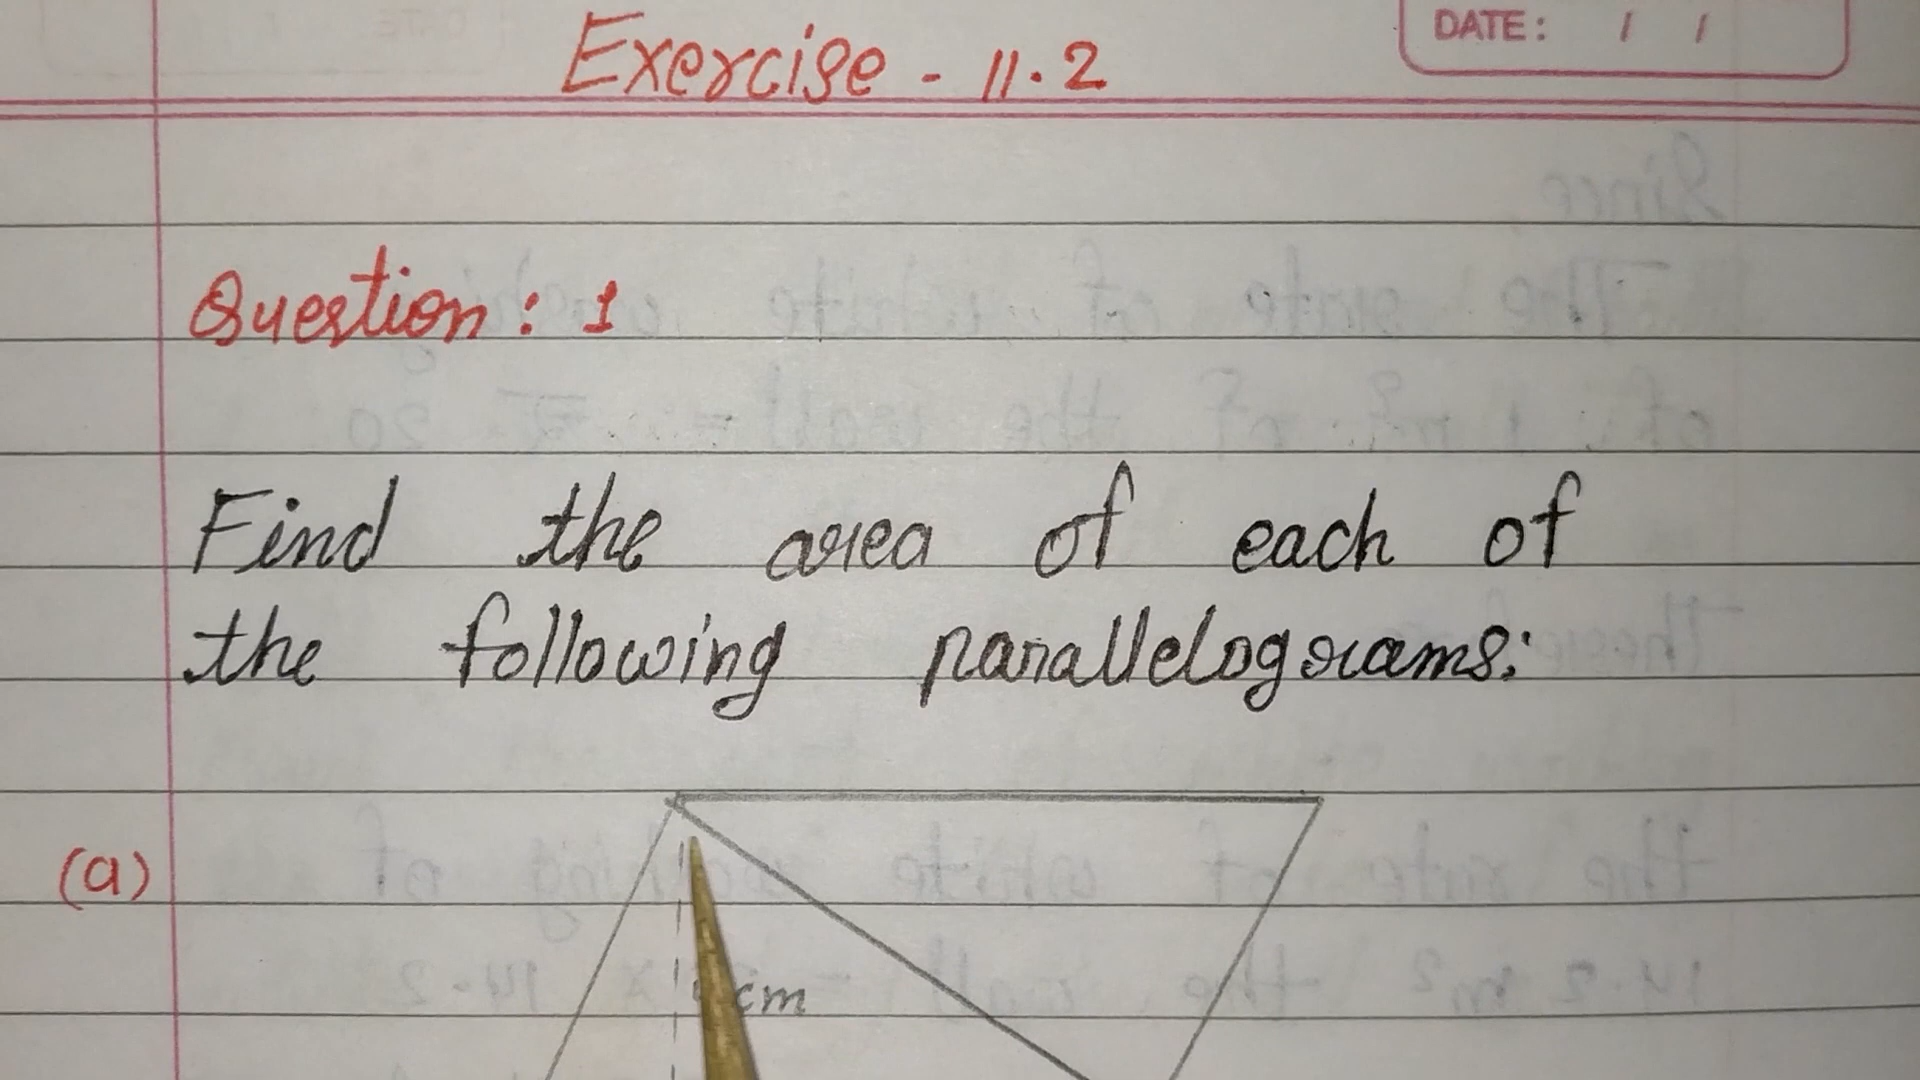 DATE: / /
Exercise - 11.2
Question: 1
Find the area of each of
the following parallelograms:
(a)
cm